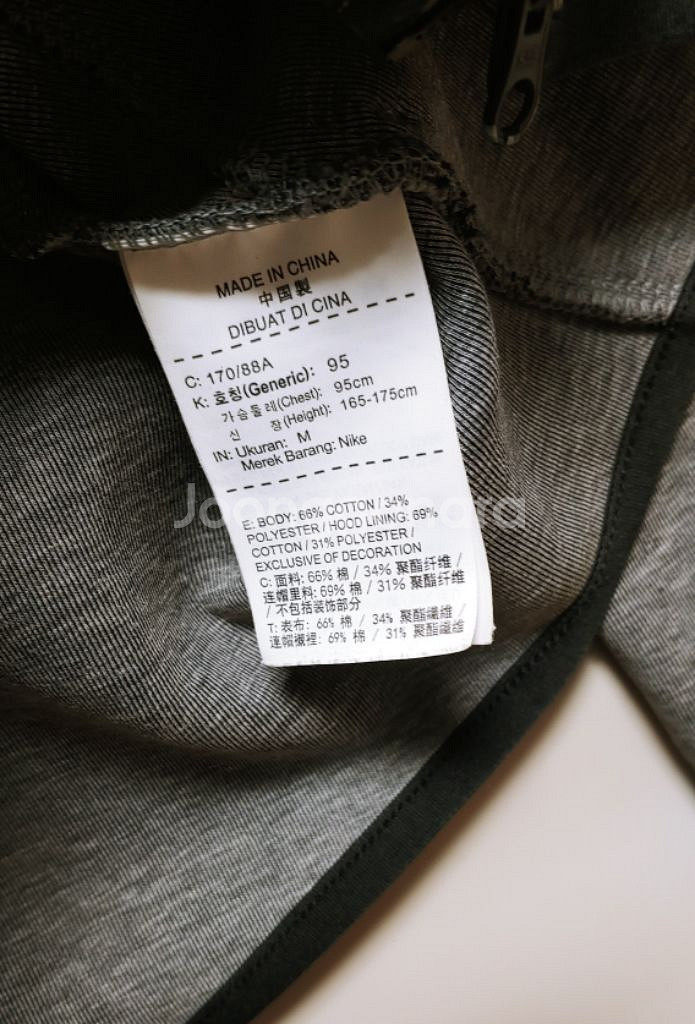 MADE IN CHINA
中国製
DIBUAT DI CINA
C: 170/88A
K: 호칭(Generic): 95
가슴둘레(Chest): 95cm
신 장(Height): 165-175cm
IN: Ukuran: M
Merek Barang: Nike
E: BODY: 66% COTTON / 34%
POLYESTER / HOOD LINING: 69%
COTTON / 31% POLYESTER /
EXCLUSIVE OF DECORATION
C: 面料: 66% 棉 / 34% 聚酯纤维 /
连帽里料: 69% 棉 / 31% 聚酯纤维
/ 不包括装饰部分
T: 表布: 66% 棉 / 34% 聚酯纖維 /
連帽襯裡: 69% 棉 / 31% 聚酯纖維